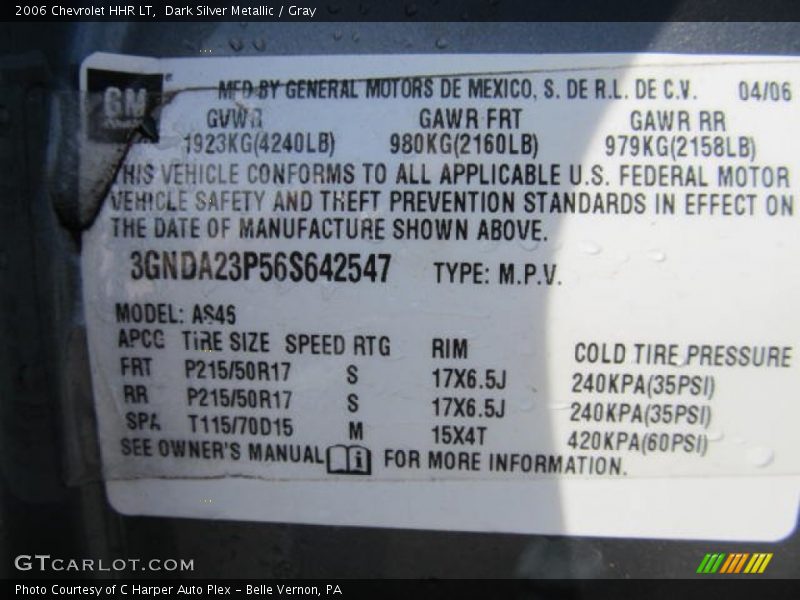 2006 Chevrolet HHR LT,  Dark Silver Metallic / Gray
GM
MFD BY GENERAL MOTORS DE MEXICO, S. DE R.L. DE C.V. 04/06
GVWR GAWR FRT GAWR RR
1923KG(4240LB) 980KG(2160LB) 979KG(2158LB)
THIS VEHICLE CONFORMS TO ALL APPLICABLE U.S. FEDERAL MOTOR
VEHICLE SAFETY AND THEFT PREVENTION STANDARDS IN EFFECT ON
THE DATE OF MANUFACTURE SHOWN ABOVE.
3GNDA23P56S642547 TYPE: M.P.V.
MODEL: AS46
APCC TIRE SIZE SPEED RTG RIM COLD TIRE PRESSURE
FRT P215/50R17 S 17X6.5J 240KPA(35PSI)
RR P215/50R17 S 17X6.5J 240KPA(35PSI)
SPA T115/70D15 M 15X4T 420KPA(60PSI)
SEE OWNER'S MANUAL i FOR MORE INFORMATION.
GTCARLOT.COM
Photo Courtesy of C Harper Auto Plex – Belle Vernon, PA